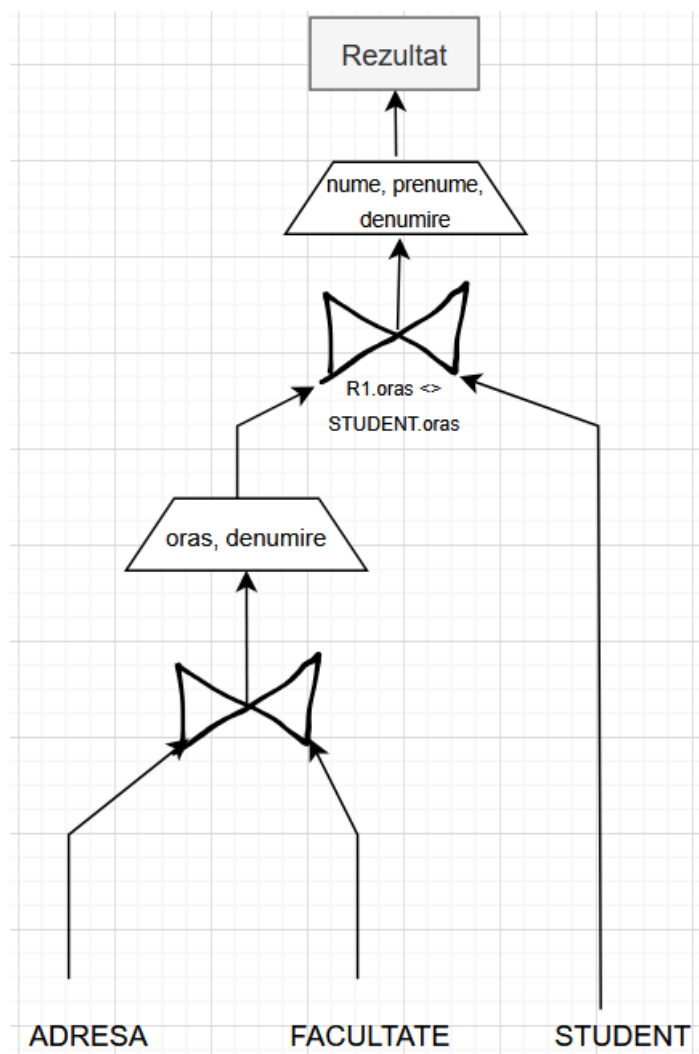 Rezultat
nume, prenume,
denumire
R1.oras <>
STUDENT.oras
oras, denumire
ADRESA FACULTATE STUDENT